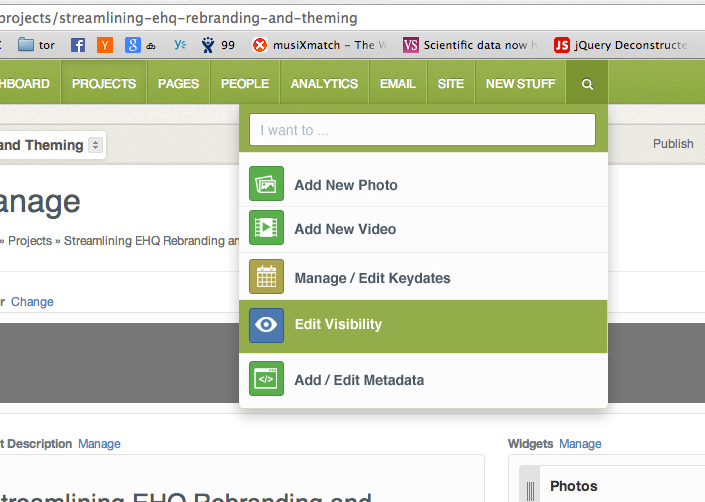 projects/streamlining-ehq-rebranding-and-theming
tor
99 musiXmatch – The W
Scientific data now h
jQuery Deconstructe
HBOARD PROJECTS PAGES PEOPLE ANALYTICS EMAIL SITE NEW STUFF
I want to ...
and Theming
Publish
Add New Photo
anage
Add New Video
» Projects » Streamlining EHQ Rebranding an
Manage / Edit Keydates
r Change
Edit Visibility
Add / Edit Metadata
t Description Manage
Widgets Manage
Photos
treamlining EHQ Rebranding and